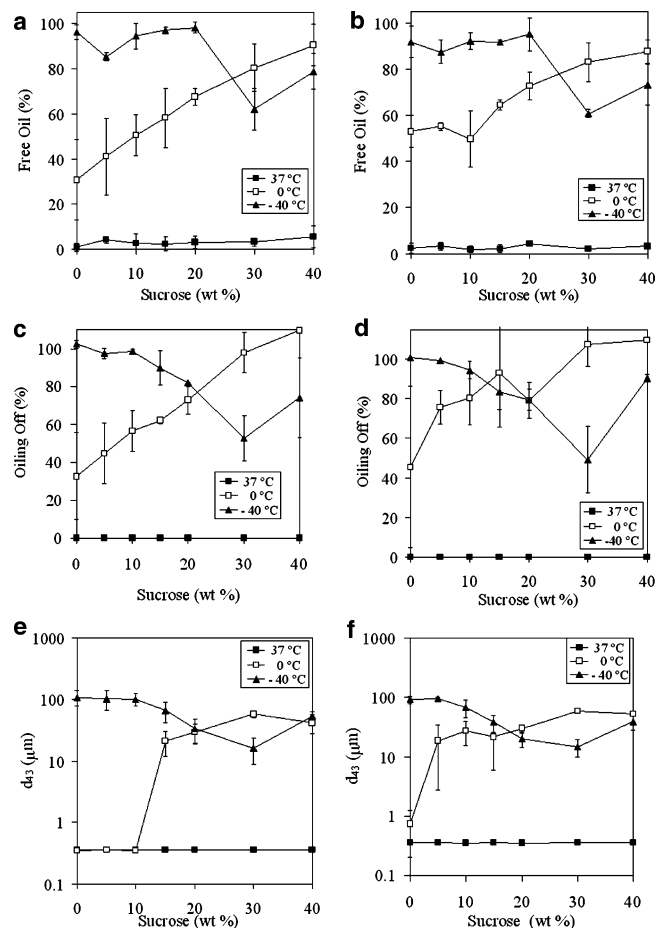 a
100
80
60
40
20
0
Free Oil (%)
37 °C
0 °C
- 40 °C
0 10 20 30 40
Sucrose (wt %)
b
100
80
60
40
20
0
Free Oil (%)
37 °C
0 °C
- 40 °C
0 10 20 30 40
Sucrose (wt %)
c
100
80
60
40
20
0
Oiling Off (%)
37 °C
0 °C
- 40 °C
0 10 20 30 40
Sucrose (wt %)
d
100
80
60
40
20
0
Oiling Off (%)
37 °C
0 °C
-40 °C
0 10 20 30 40
Sucrose (wt %)
e
1000
100
10
1
0.1
d43 (μm)
37 °C
0 °C
- 40 °C
0 10 20 30 40
Sucrose (wt %)
f
1000
100
10
1
0.1
d43 (μm)
37 °C
0 °C
- 40 °C
0 10 20 30 40
Sucrose (wt %)